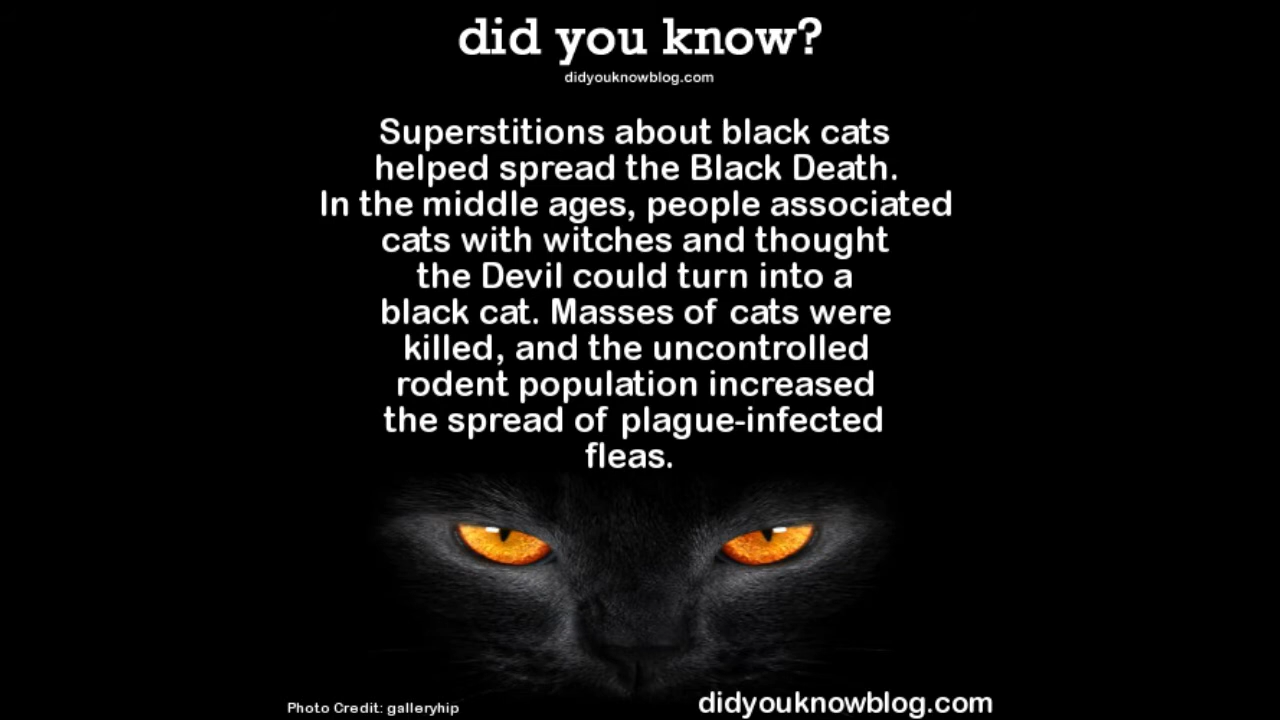 did you know?
didyouknowblog.com
Superstitions about black cats
helped spread the Black Death.
In the middle ages, people associated
cats with witches and thought
the Devil could turn into a
black cat. Masses of cats were
killed, and the uncontrolled
rodent population increased
the spread of plague-infected
fleas.
Photo Credit: galleryhip
didyouknowblog.com